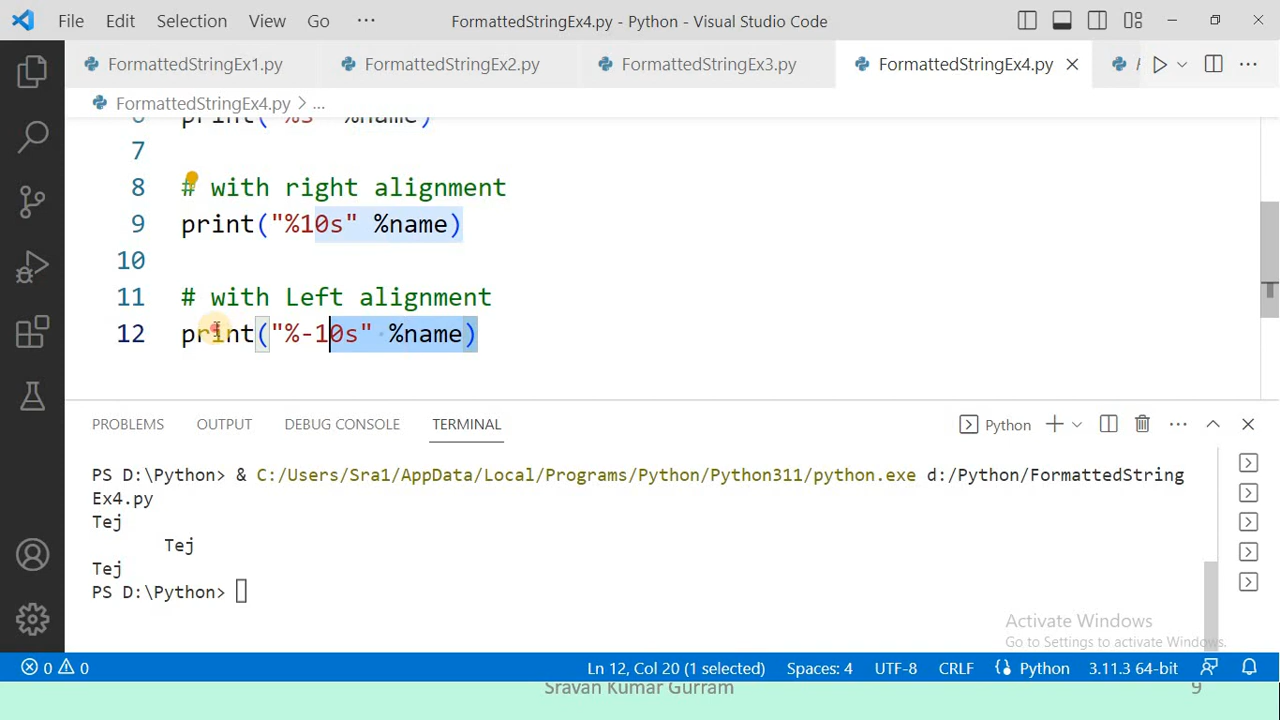 File Edit Selection View Go ··· FormattedStringEx4.py - Python - Visual Studio Code
FormattedStringEx1.py FormattedStringEx2.py FormattedStringEx3.py FormattedStringEx4.py
FormattedStringEx4.py > ...
6 print("%s" %name)
7
8 # with right alignment
9 print("%10s" %name)
10
11 # with Left alignment
12 print("%-10s" %name)
PROBLEMS OUTPUT DEBUG CONSOLE TERMINAL Python
PS D:\Python> & C:/Users/Sra1/AppData/Local/Programs/Python/Python311/python.exe d:/Python/FormattedString
Ex4.py
Tej
       Tej
Tej
PS D:\Python>
Activate Windows
Go to Settings to activate Windows.
0 0 Ln 12, Col 20 (1 selected) Spaces: 4 UTF-8 CRLF Python 3.11.3 64-bit
Sravan Kumar Gurram 9